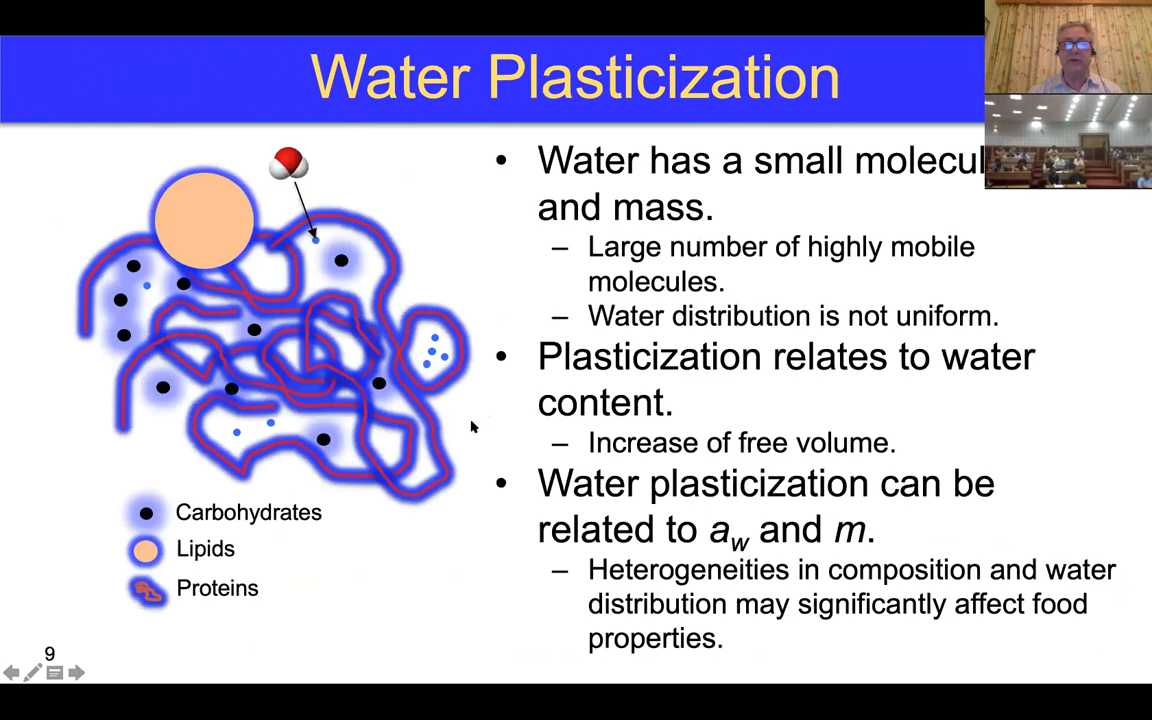 Water Plasticization
• Water has a small
and mass.
– Large number of highly mobile
molecules.
– Water distribution is not uniform.
• Plasticization relates to water
content.
– Increase of free volume.
• Water plasticization can be
related to aw and m.
– Heterogeneities in composition and water
distribution may significantly affect food
properties.
Carbohydrates
Lipids
Proteins
9